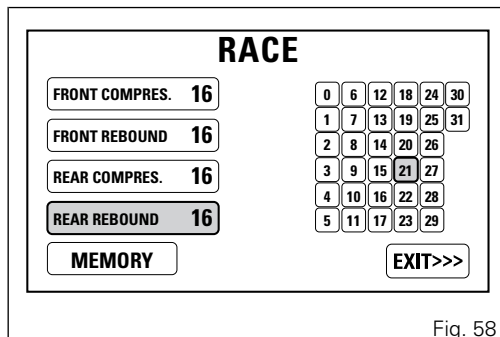 RACE
FRONT COMPRES. 16
FRONT REBOUND 16
REAR COMPRES. 16
REAR REBOUND 16
MEMORY
0 6 12 18 24 30
1 7 13 19 25 31
2 8 14 20 26
3 9 15 21 27
4 10 16 22 28
5 11 17 23 29
EXIT>>>
Fig. 58